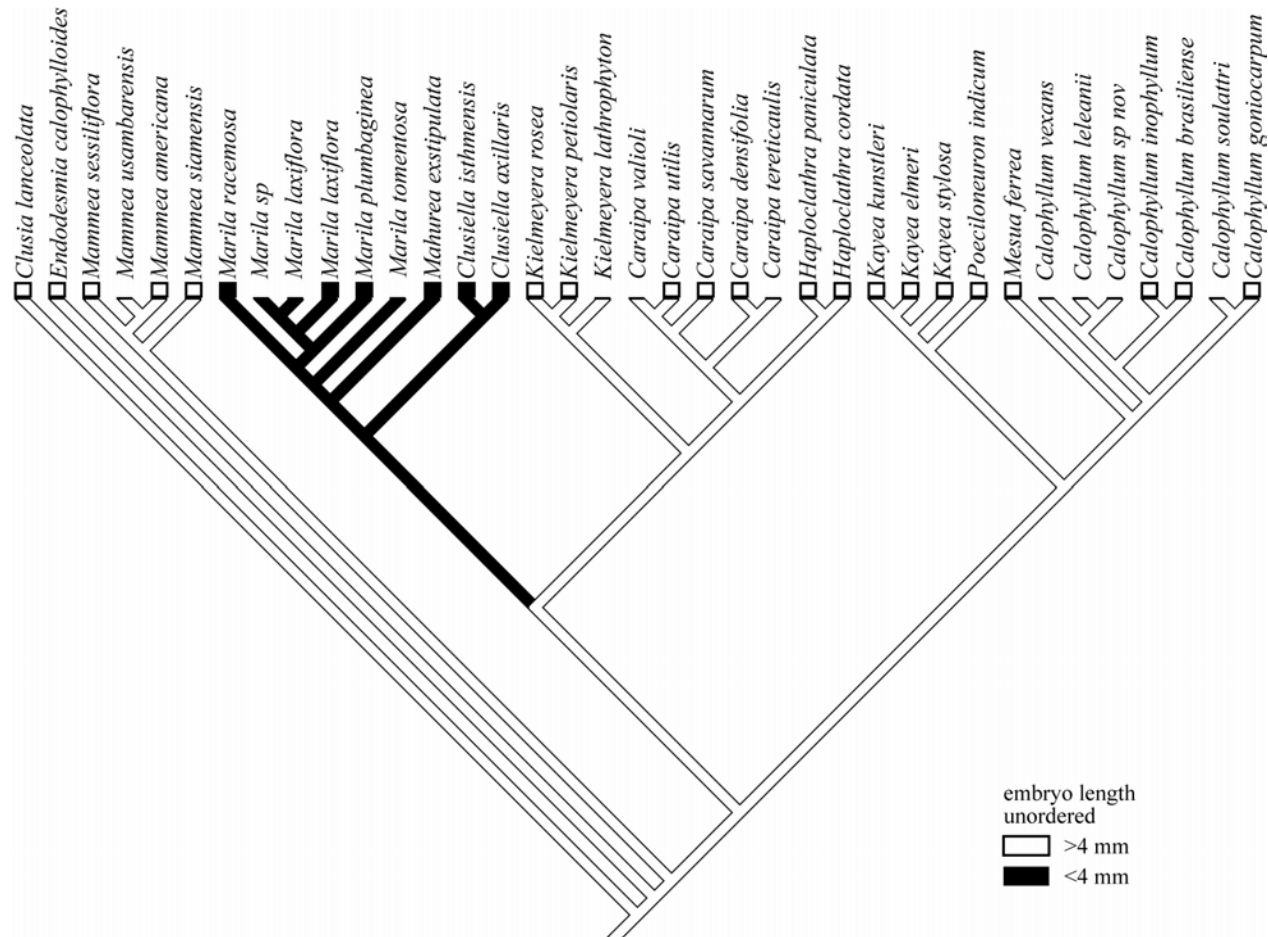 Clusia lanceolata
Endodesmia calophylloides
Mammea sessiliflora
Mammea usambarensis
Mammea americana
Mammea siamensis
Marila racemosa
Marila sp
Marila laxiflora
Marila laxiflora
Marila plumbaginea
Marila tomentosa
Mahurea exstipulata
Clusiella isthmensis
Clusiella axillaris
Kielmeyera rosea
Kielmeyera petiolaris
Kielmeyera lathrophyton
Caraipa valioli
Caraipa utilis
Caraipa savannarum
Caraipa densifolia
Caraipa tereticaulis
Haploclathra paniculata
Haploclathra cordata
Kayea kunstleri
Kayea elmeri
Kayea stylosa
Poeciloneuron indicum
Mesua ferrea
Calophyllum vexans
Calophyllum leleanii
Calophyllum sp nov
Calophyllum inophyllum
Calophyllum brasiliense
Calophyllum soulattri
Calophyllum goniocarpum
embryo length
unordered
>4 mm
<4 mm